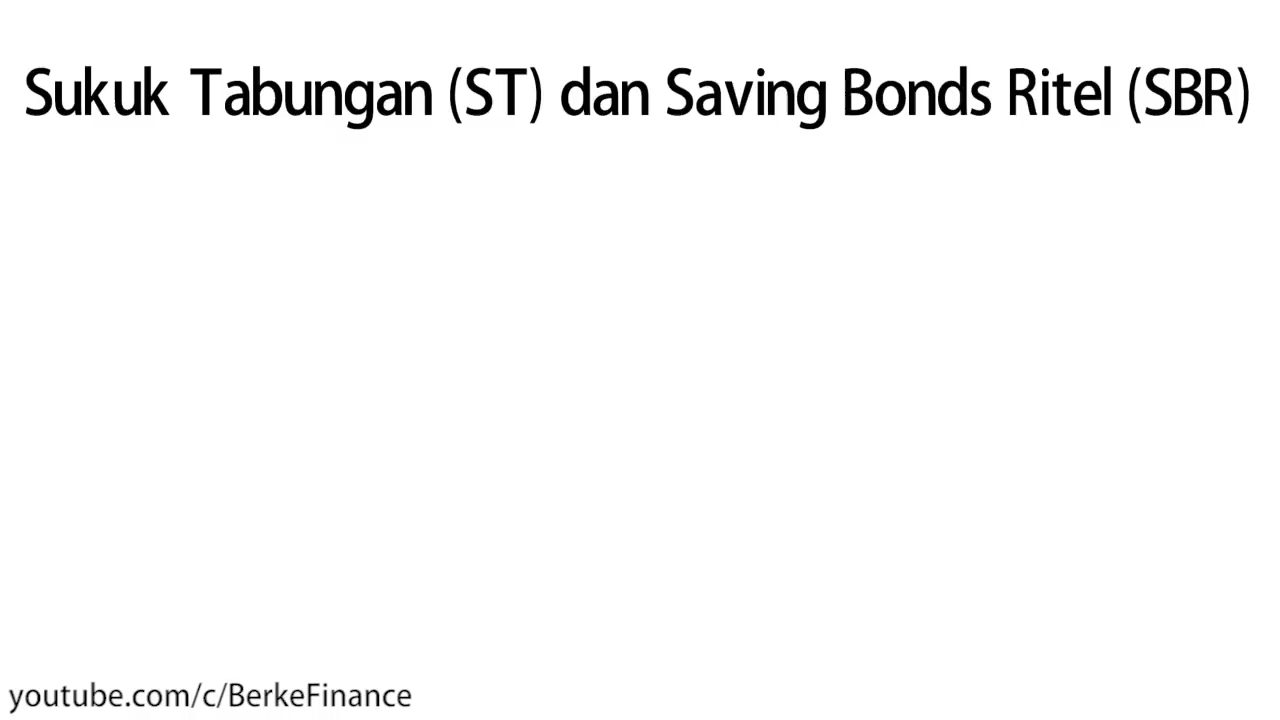 Sukuk Tabungan (ST) dan Saving Bonds Ritel (SBR)
youtube.com/c/BerkeFinance